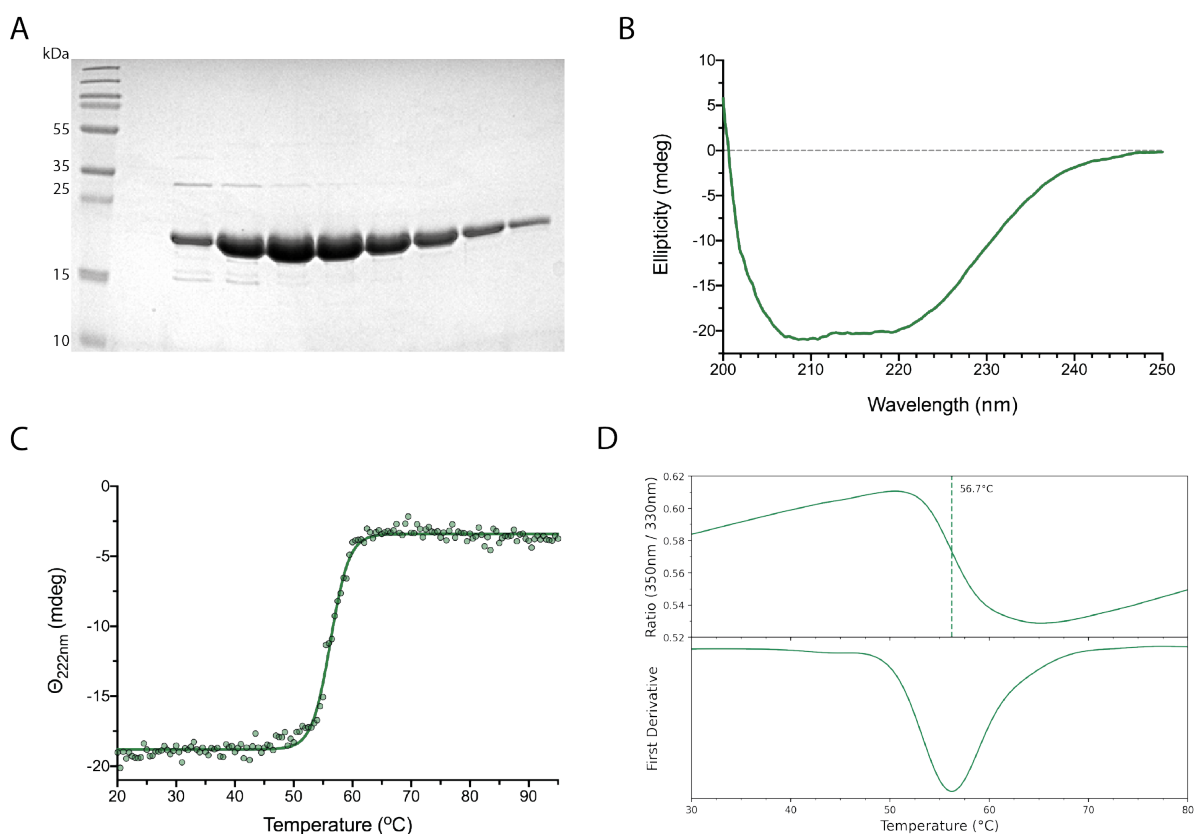 A
kDa
55
35
25
15
10
B
Ellipticity (mdeg)
10
5
0
-5
-10
-15
-20
200 210 220 230 240 250
Wavelength (nm)
C
Θ222nm (mdeg)
0
-5
-10
-15
-20
20 30 40 50 60 70 80 90
Temperature (ºC)
D
Ratio (350nm / 330nm)
0.62
0.60
0.58
0.56
0.54
0.52
56.7°C
First Derivative
30 40 50 60 70 80
Temperature (°C)